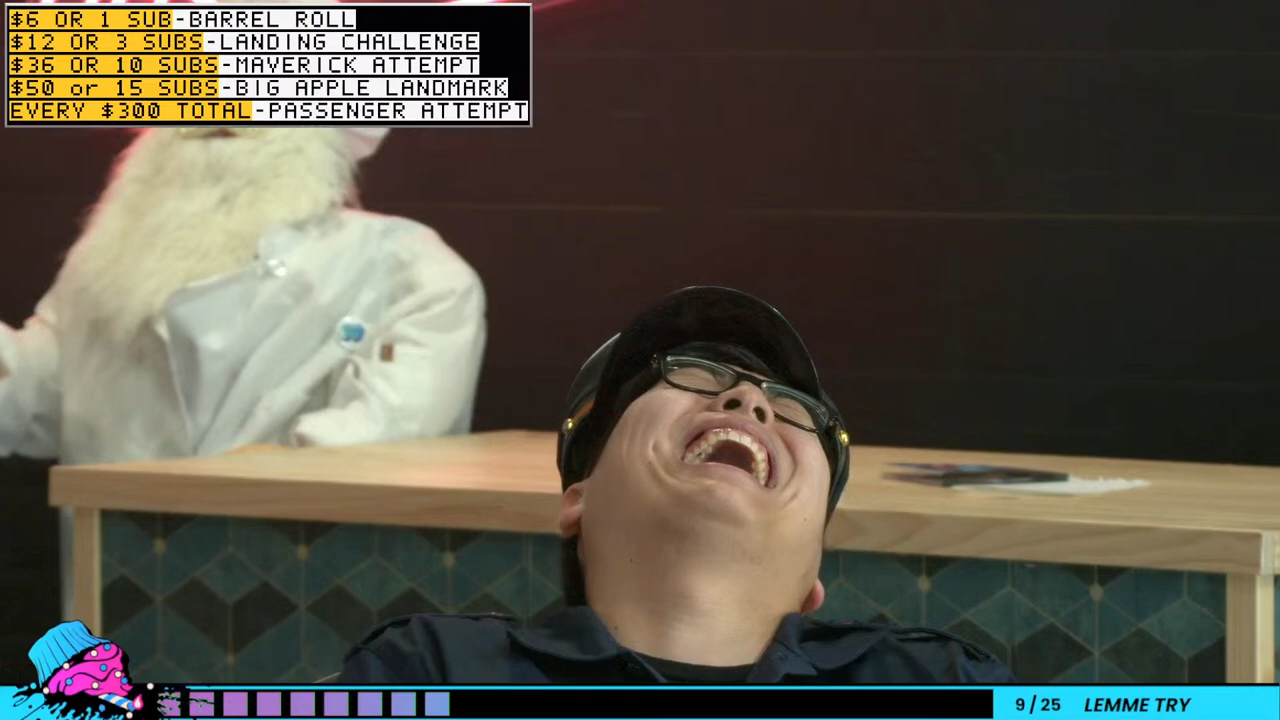 $6 OR 1 SUB-BARREL ROLL
$12 OR 3 SUBS-LANDING CHALLENGE
$36 OR 10 SUBS-MAVERICK ATTEMPT
$50 or 15 SUBS-BIG APPLE LANDMARK
EVERY $300 TOTAL-PASSENGER ATTEMPT
9/25 LEMME TRY